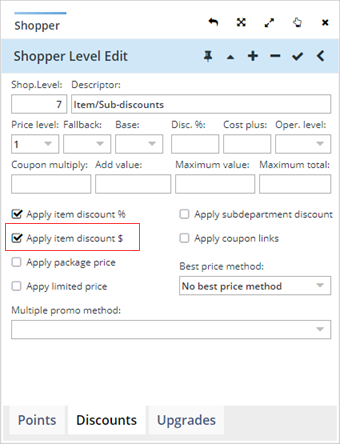 Shopper
Shopper Level Edit
Shop.Level: Descriptor:
7 Item/Sub-discounts
Price level: Fallback: Base: Disc. %: Cost plus: Oper. level:
1
Coupon multiply: Add value: Maximum value: Maximum total:
Apply item discount % Apply subdepartment discount
Apply item discount $ Apply coupon links
Apply package price Best price method:
Appy limited price No best price method
Multiple promo method:
Points Discounts Upgrades